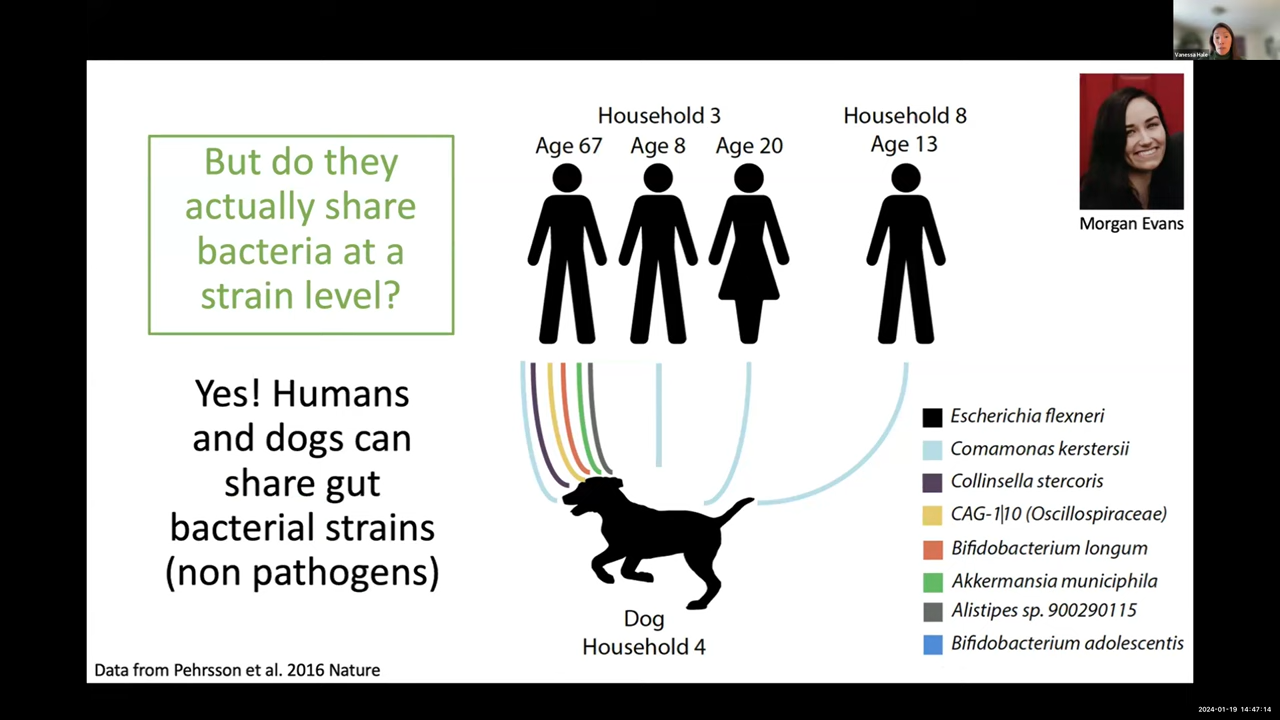 Vanessa Hale
But do they
actually share
bacteria at a
strain level?
Yes! Humans
and dogs can
share gut
bacterial strains
(non pathogens)
Data from Pehrsson et al. 2016 Nature
Household 3
Age 67 Age 8 Age 20
Household 8
Age 13
Morgan Evans
Dog
Household 4
Escherichia flexneri
Comamonas kerstersii
Collinsella stercoris
CAG-1|10 (Oscillospiraceae)
Bifidobacterium longum
Akkermansia municiphila
Alistipes sp. 900290115
Bifidobacterium adolescentis
2024-01-19 14:47:14